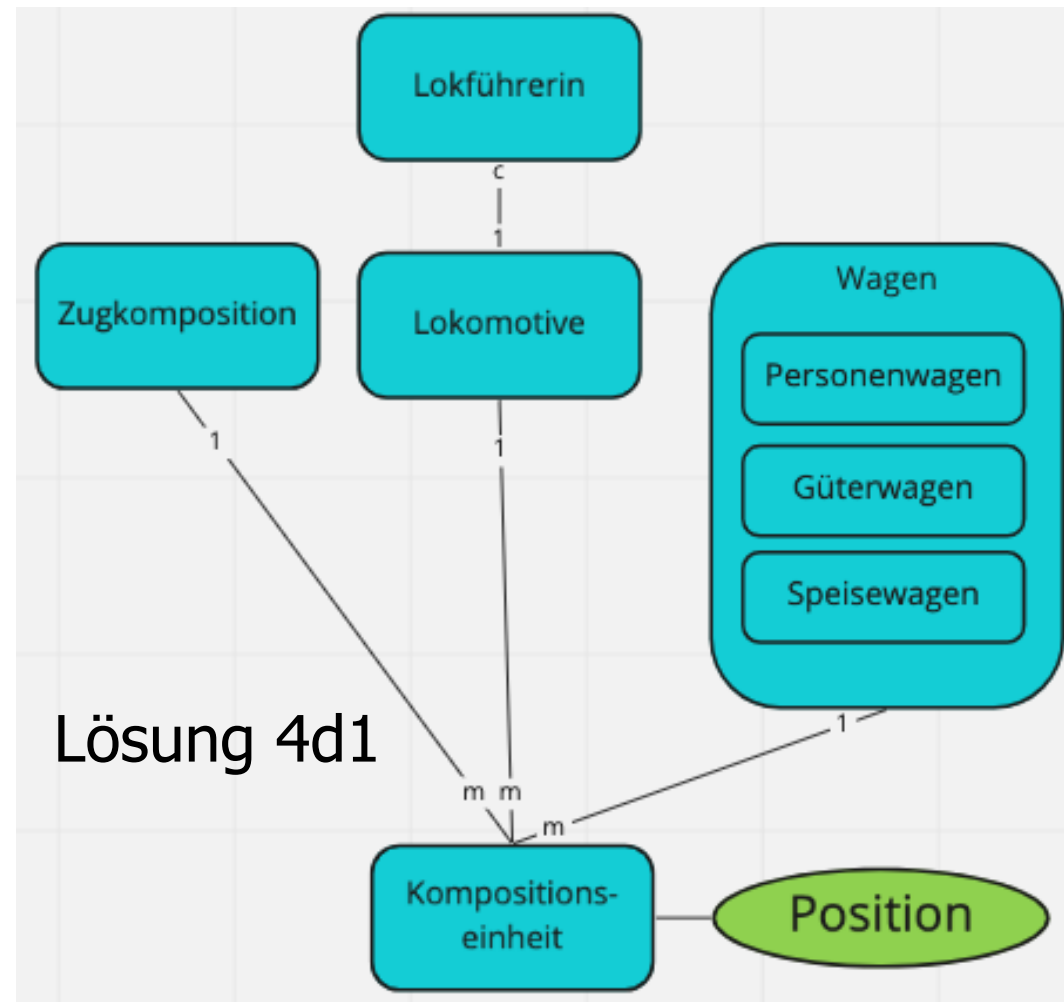 Lokführerin
c
1
Zugkomposition
Lokomotive
Wagen
Personenwagen
Güterwagen
Speisewagen
1
1
1
Lösung 4d1
m m
m
Kompositions-
einheit
Position